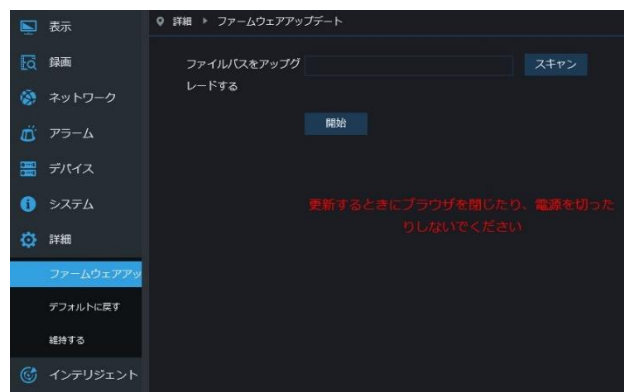 表示
録画
ネットワーク
アラーム
デバイス
システム
詳細
ファームウェアアッ
デフォルトに戻す
維持する
インテリジェント
詳細 ▸ ファームウェアアップデート
ファイルパスをアップグ
レードする
スキャン
開始
更新するときにブラウザを閉じたり、電源を切った
りしないでください